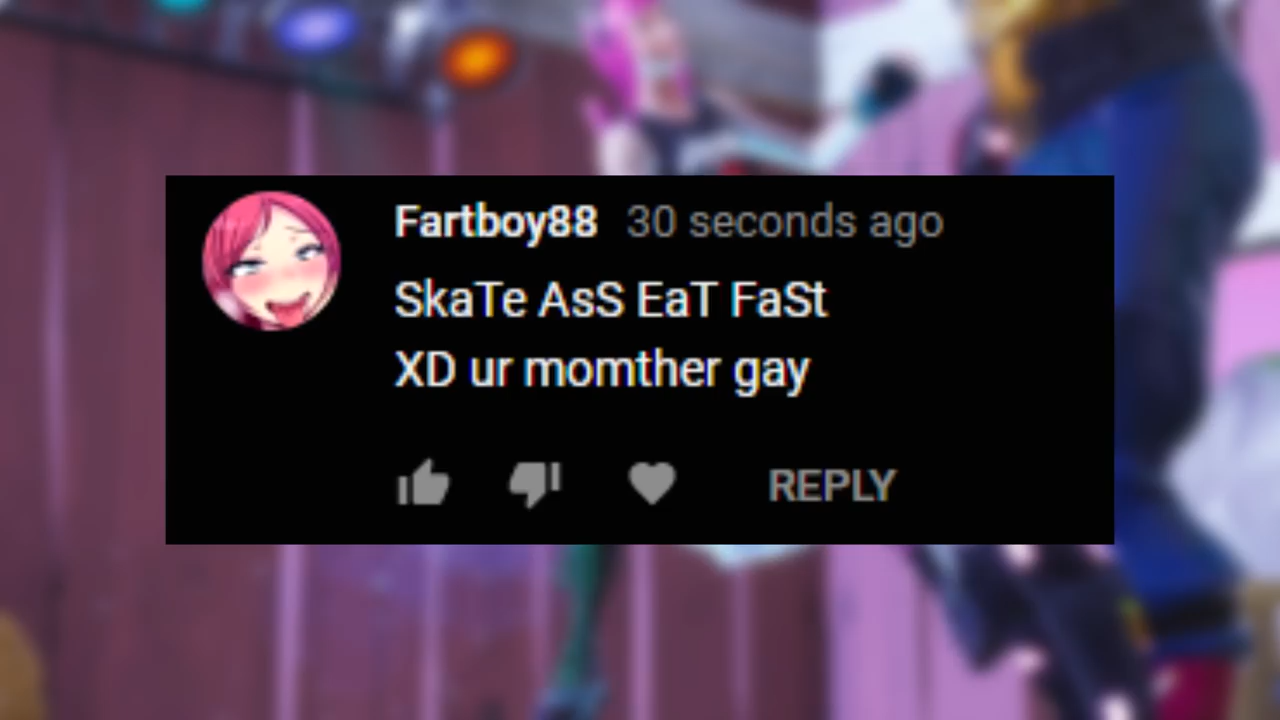 Fartboy88 30 seconds ago
SkaTe AsS EaT FaSt
XD ur momther gay
REPLY